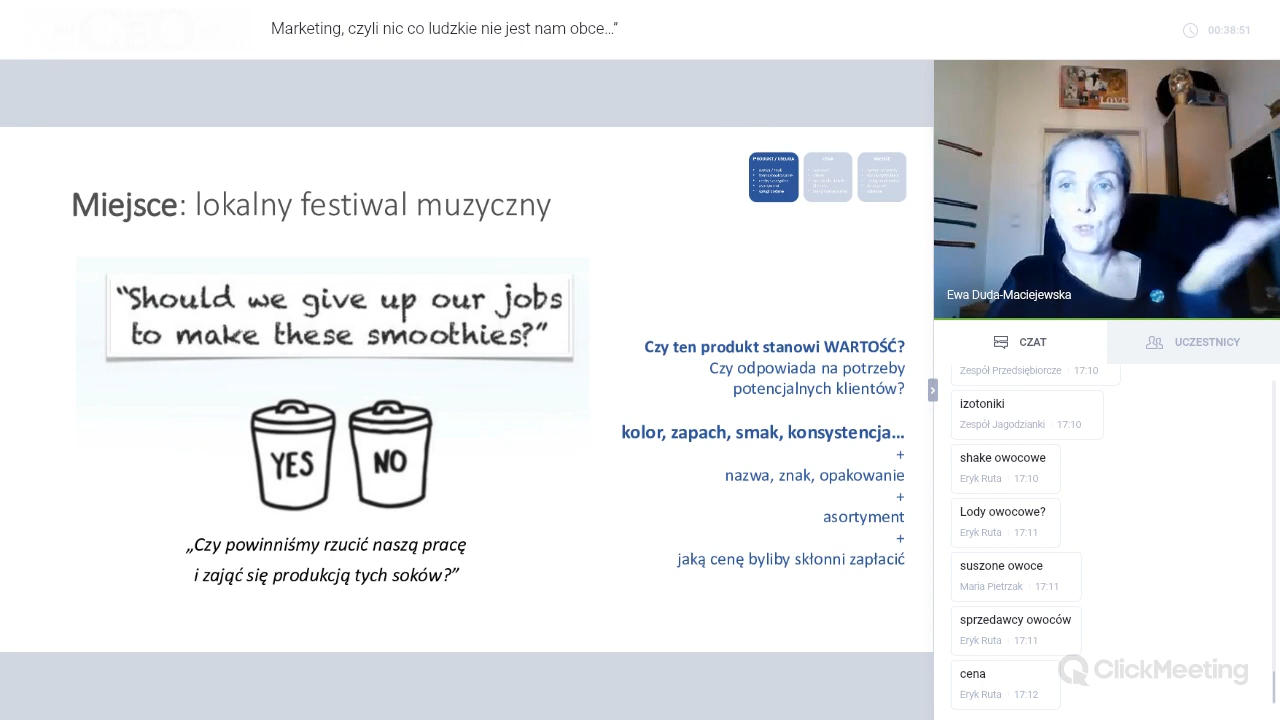 Marketing, czyli nic co ludzkie nie jest nam obce..."
00:38:51
PRODUKT / USŁUGA
CENA
MIEJSCE
Miejsce: lokalny festiwal muzyczny
"Should we give up our jobs
to make these smoothies?"
YES
NO
„Czy powinniśmy rzucić naszą pracę
i zająć się produkcją tych soków?”
Czy ten produkt stanowi WARTOŚĆ?
Czy odpowiada na potrzeby
potencjalnych klientów?
kolor, zapach, smak, konsystencja...
+
nazwa, znak, opakowanie
+
asortyment
+
jaką cenę byliby skłonni zapłacić
LOVE
Ewa Duda-Maciejewska
CZAT
UCZESTNICY
Zespół Przedsiębiorcze 17:10
izotoniki
Zespół Jagodzianki 17:10
shake owocowe
Eryk Ruta 17:10
Lody owocowe?
Eryk Ruta 17:11
suszone owoce
Maria Pietrzak 17:11
sprzedawcy owoców
Eryk Ruta 17:11
cena
Eryk Ruta 17:12
ClickMeeting